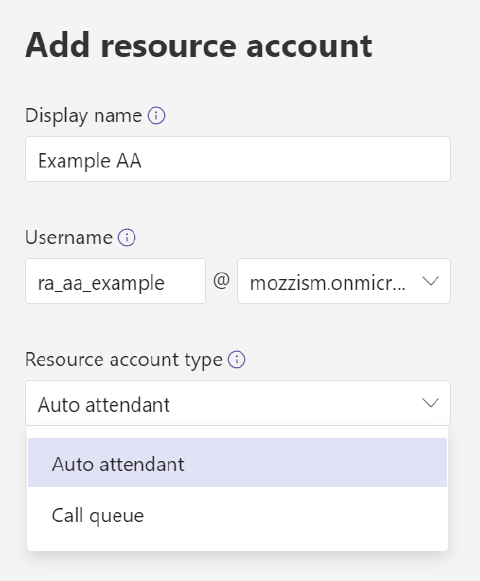 Add resource account
Display name
Example AA
Username
ra_aa_example @ mozzism.onmicr...
Resource account type
Auto attendant
Auto attendant
Call queue